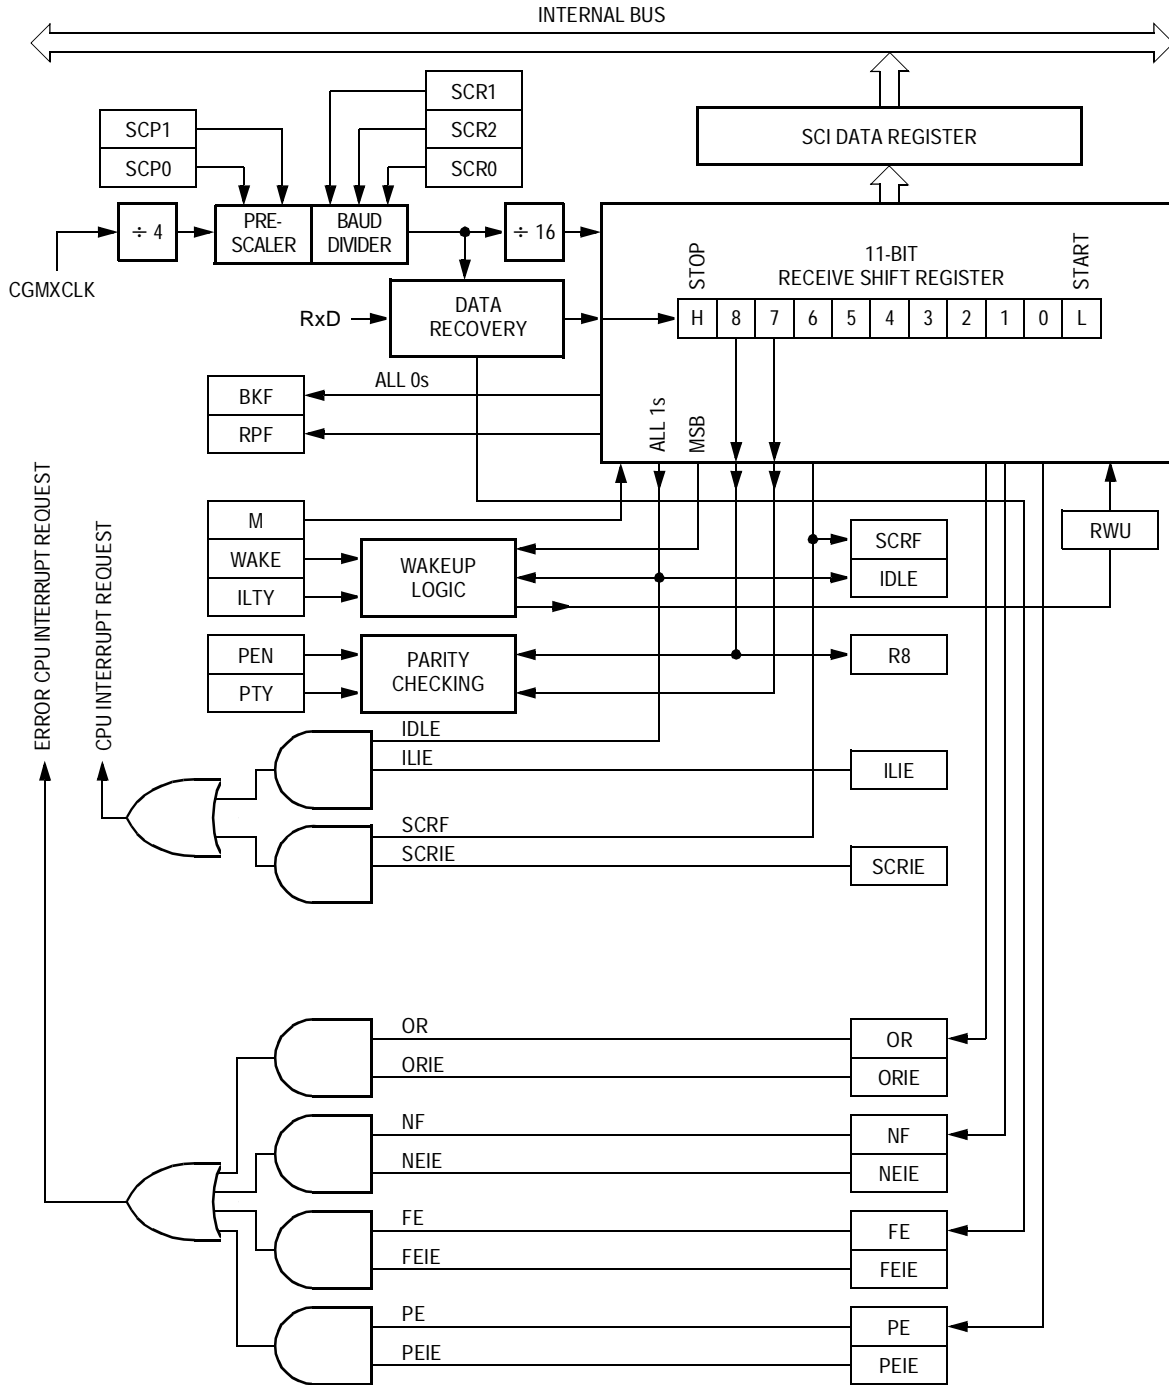 INTERNAL BUS
SCR1
SCR2
SCR0
SCP1
SCP0
SCI DATA REGISTER
÷ 4
PRE-
SCALER
BAUD
DIVIDER
÷ 16
CGMXCLK
RxD
DATA
RECOVERY
STOP
11-BIT
RECEIVE SHIFT REGISTER
START
H 8 7 6 5 4 3 2 1 0 L
ALL 0s
BKF
RPF
ALL 1s
MSB
M
WAKE
ILTY
WAKEUP
LOGIC
SCRF
IDLE
RWU
PEN
PTY
PARITY
CHECKING
R8
ERROR CPU INTERRUPT REQUEST
CPU INTERRUPT REQUEST
IDLE
ILIE
ILIE
SCRF
SCRIE
SCRIE
OR
OR
ORIE
ORIE
NF
NF
NEIE
NEIE
FE
FE
FEIE
FEIE
PE
PE
PEIE
PEIE